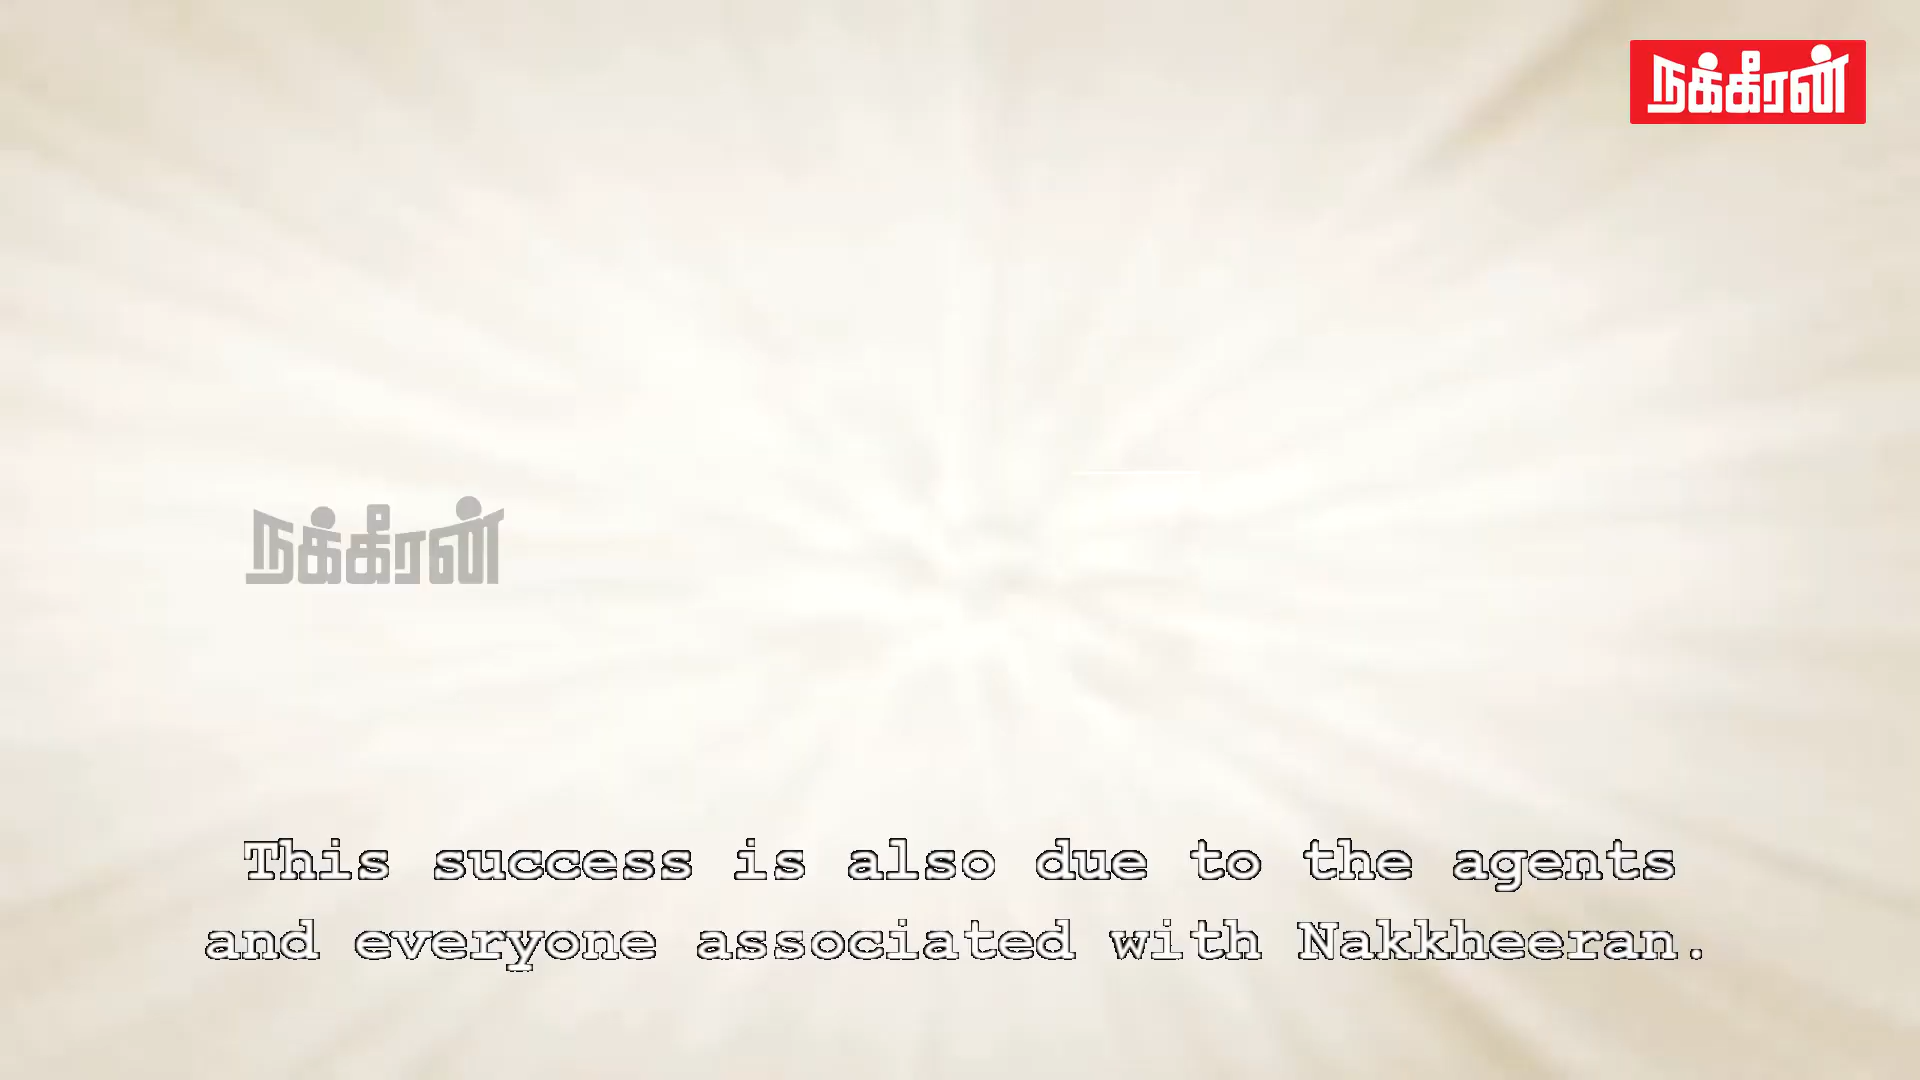 நக்கீரன்
நக்கீரன்
This success is also due to the agents
and everyone associated with Nakkheeran.